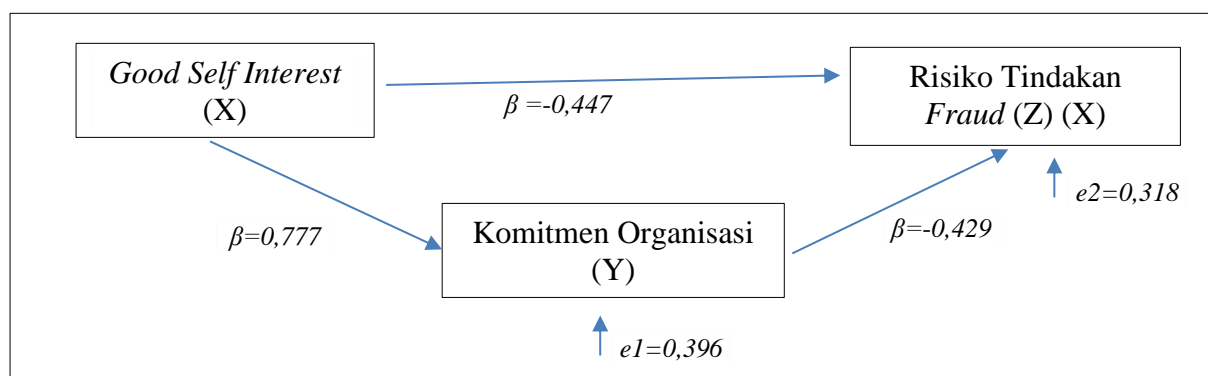 Good Self Interest
(X)
Risiko Tindakan
Fraud (Z) (X)
β =-0,447
e2=0,318
β=0,777
Komitmen Organisasi
(Y)
β=-0,429
e1=0,396